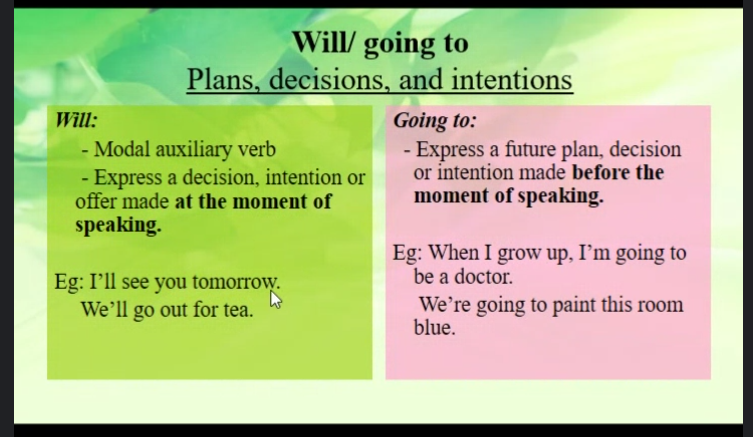 Will/ going to
Plans, decisions, and intentions
Will:
- Modal auxiliary verb
- Express a decision, intention or
offer made at the moment of
speaking.
Eg: I’ll see you tomorrow.
We’ll go out for tea.
Going to:
- Express a future plan, decision
or intention made before the
moment of speaking.
Eg: When I grow up, I’m going to
be a doctor.
We’re going to paint this room
blue.